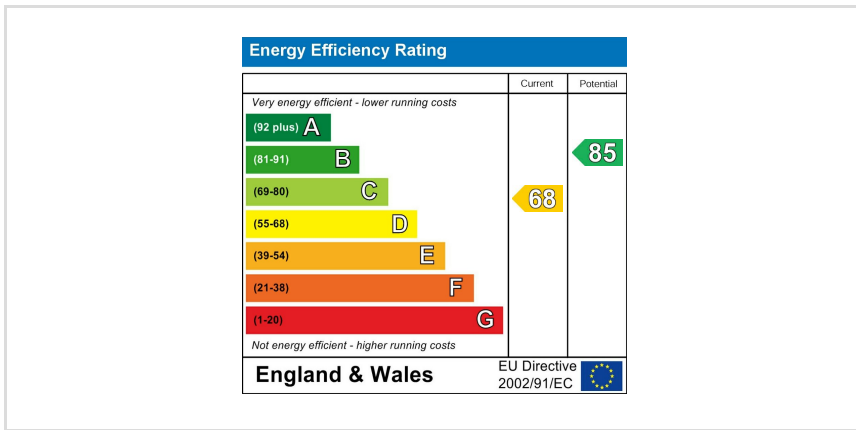 Energy Efficiency Rating
Current Potential
Very energy efficient - lower running costs
(92 plus) A
(81-91) B
85
(69-80) C
68
(55-68) D
(39-54) E
(21-38) F
(1-20) G
Not energy efficient - higher running costs
England & Wales
EU Directive
2002/91/EC